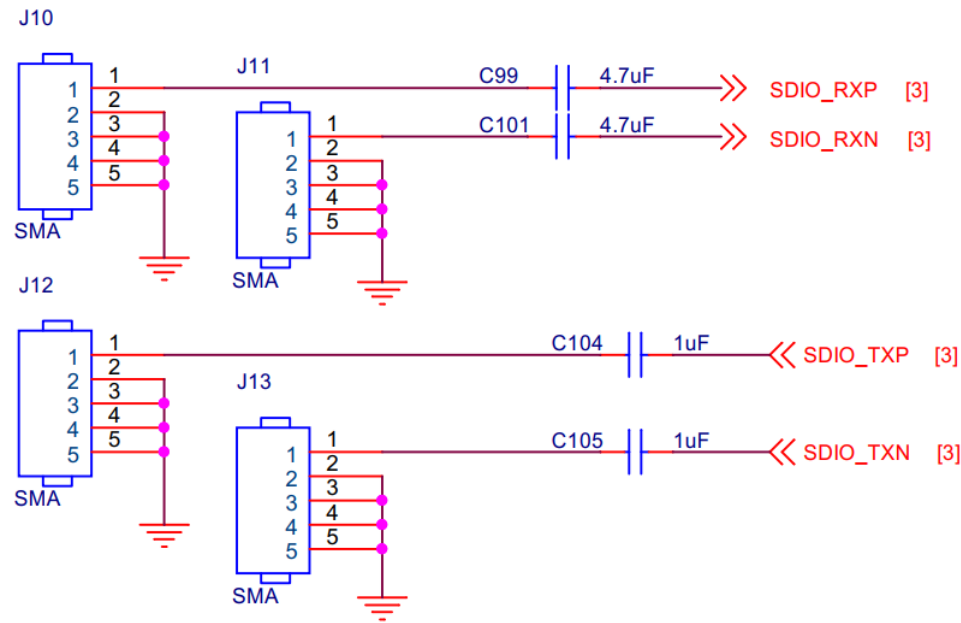 J10
1 1
2 2
3 3
4 4
5 5
SMA
J11
1 1
2 2
3 3
4 4
5 5
SMA
C99 4.7uF SDIO_RXP [3]
C101 4.7uF SDIO_RXN [3]
J12
1 1
2 2
3 3
4 4
5 5
SMA
J13
1 1
2 2
3 3
4 4
5 5
SMA
C104 1uF SDIO_TXP [3]
C105 1uF SDIO_TXN [3]